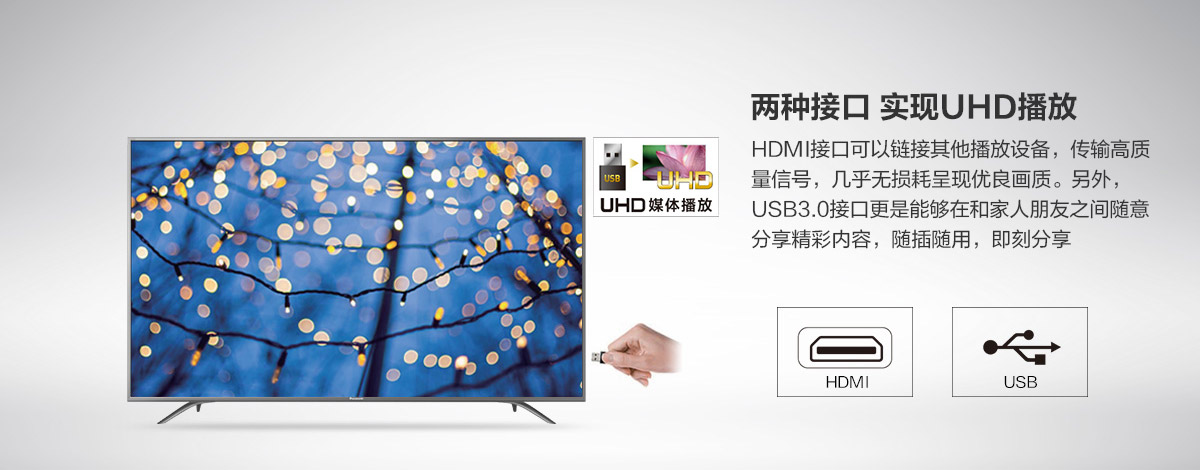 两种接口 实现UHD播放
HDMI接口可以链接其他播放设备，传输高质
量信号，几乎无损耗呈现优良画质。另外，
USB3.0接口更是能够在和家人朋友之间随意
分享精彩内容，随插随用，即刻分享
USB
UHD
UHD媒体播放
HDMI
USB
Panasonic